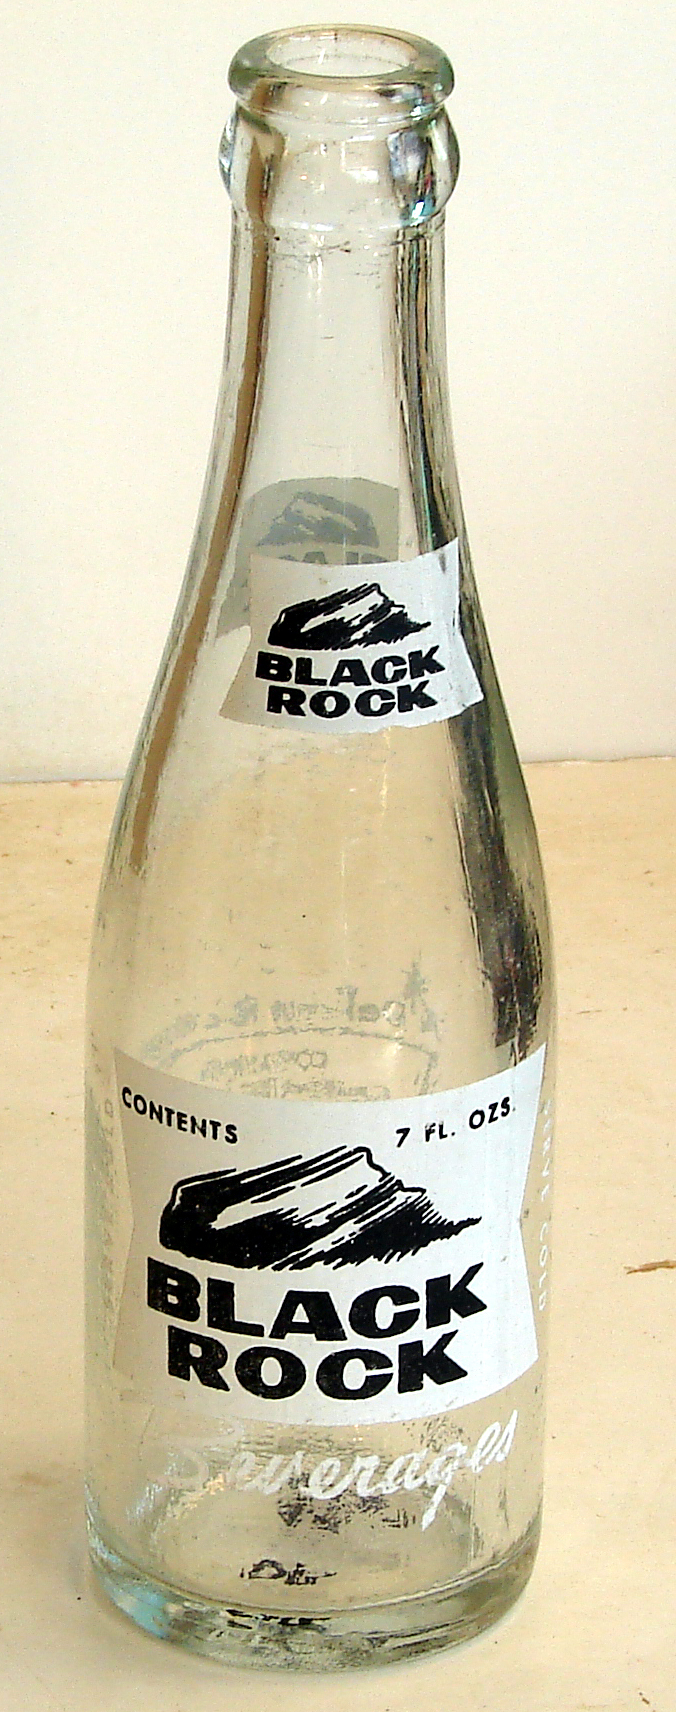 BLACK
ROCK
CONTENTS 7 FL. OZS.
BLACK
ROCK
Beverages
SERVE COLD